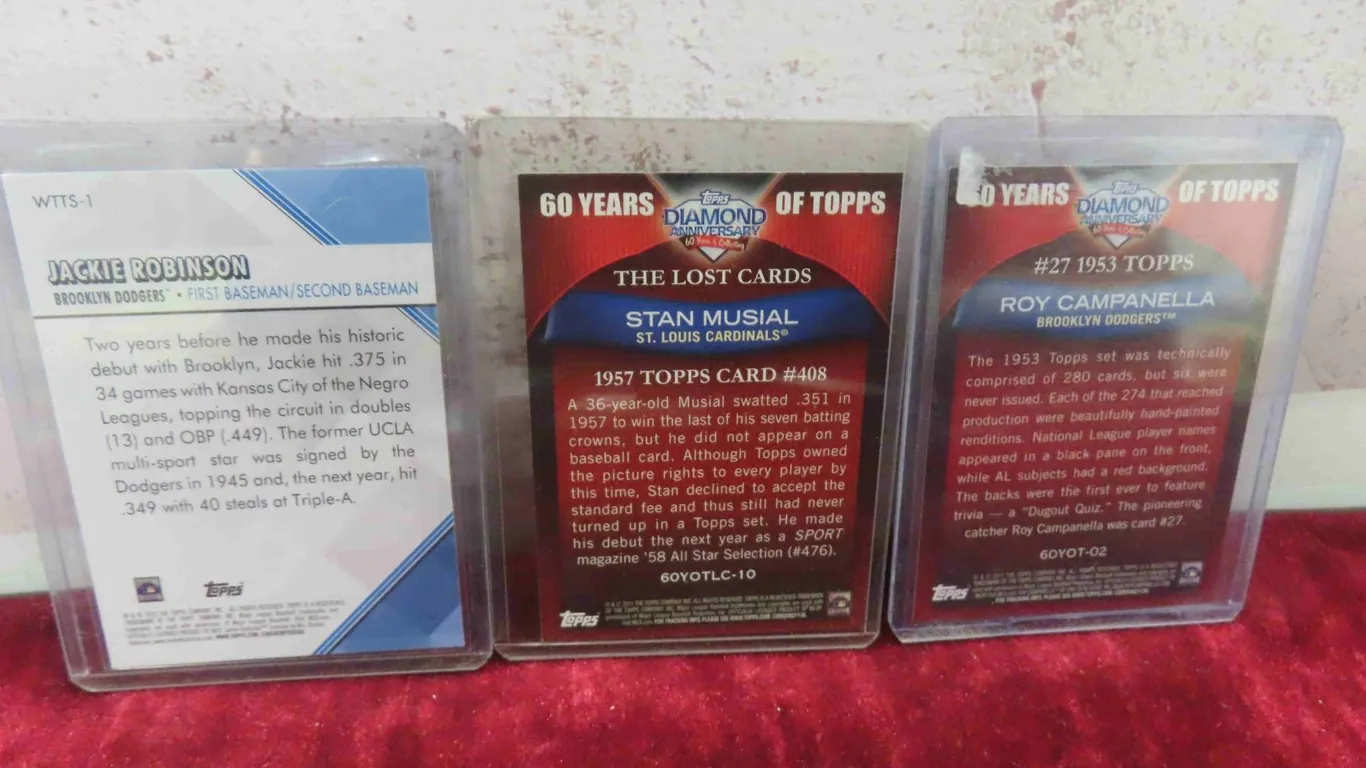 WTTS-1
JACKIE ROBINSON
BROOKLYN DODGERS™ • FIRST BASEMAN/SECOND BASEMAN
Two years before he made his historic
debut with Brooklyn, Jackie hit .375 in
34 games with Kansas City of the Negro
Leagues, topping the circuit in doubles
(13) and OBP (.449). The former UCLA
multi-sport star was signed by the
Dodgers in 1945 and, the next year, hit
.349 with 40 steals at Triple-A.
Topps
60 YEARS OF TOPPS
Topps
DIAMOND
ANNIVERSARY
60 Years of Collecting
THE LOST CARDS
STAN MUSIAL
ST. LOUIS CARDINALS®
1957 TOPPS CARD #408
A 36-year-old Musial swatted .351 in
1957 to win the last of his seven batting
crowns, but he did not appear on a
baseball card. Although Topps owned
the picture rights to every player by
this time, Stan declined to accept the
standard fee and thus still had never
turned up in a Topps set. He made
his debut the next year as a SPORT
magazine '58 All Star Selection (#476).
60YOTLC-10
Topps
60 YEARS OF TOPPS
Topps
DIAMOND
ANNIVERSARY
60 Years of Collecting
#27 1953 TOPPS
ROY CAMPANELLA
BROOKLYN DODGERS™
The 1953 Topps set was technically
comprised of 280 cards, but six were
never issued. Each of the 274 that reached
production were beautifully hand-painted
renditions. National League player names
appeared in a black pane on the front,
while AL subjects had a red background.
The backs were the first ever to feature
trivia — a "Dugout Quiz." The pioneering
catcher Roy Campanella was card #27.
60YOT-02
Topps